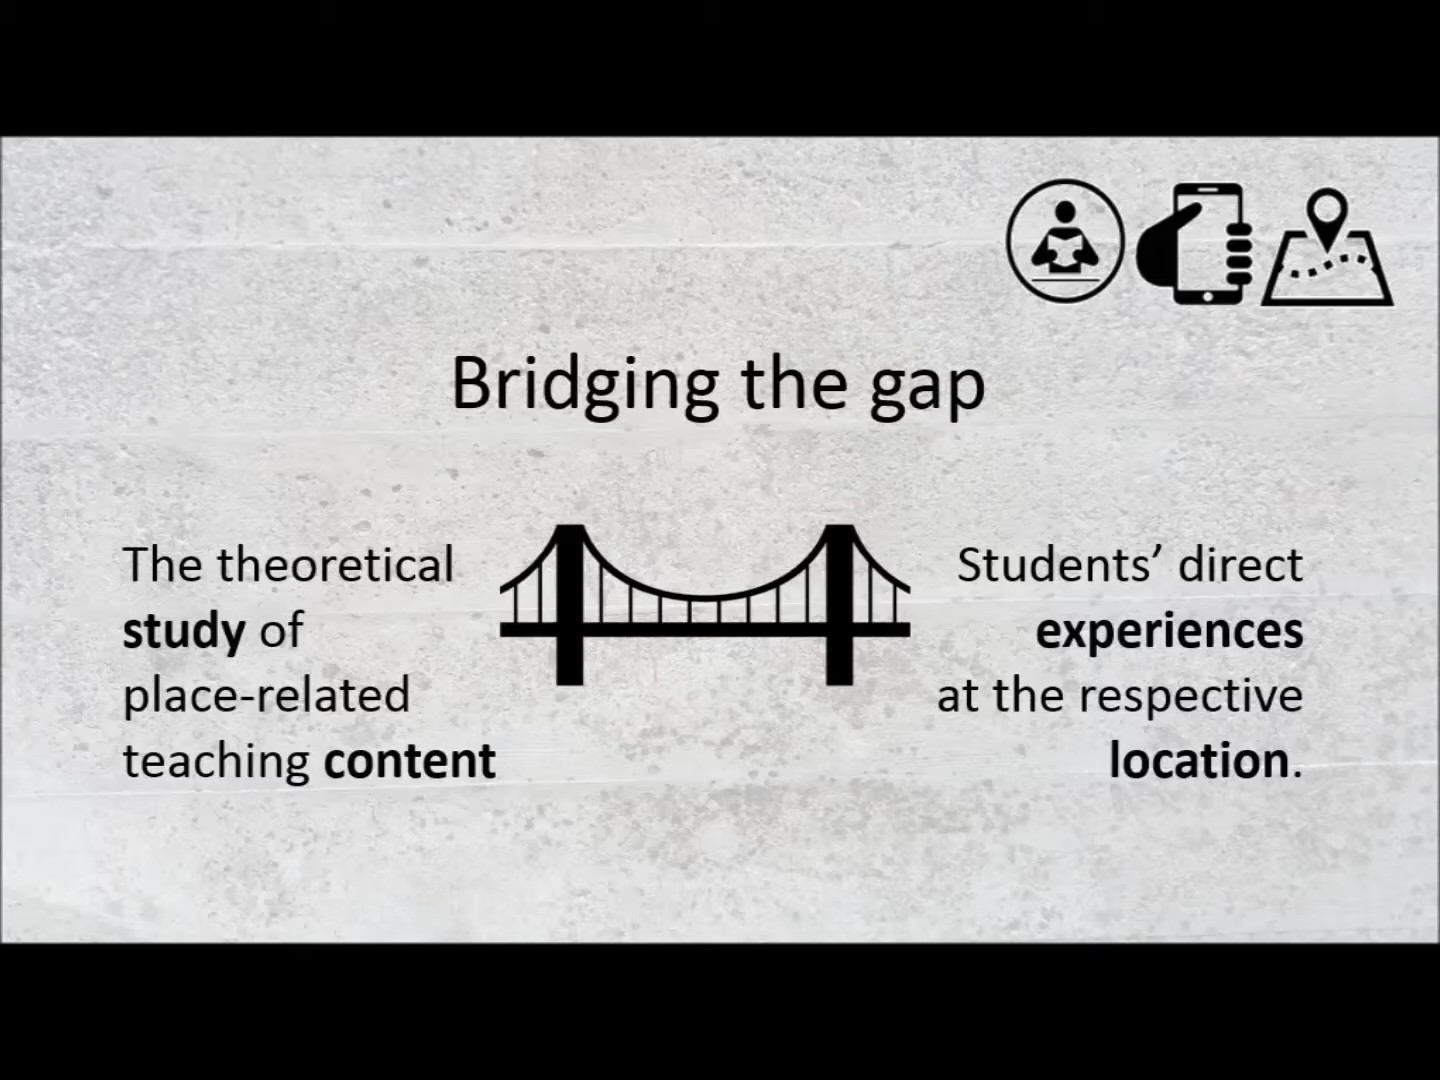 Bridging the gap
The theoretical
study of
place-related
teaching content
Students’ direct
experiences
at the respective
location.